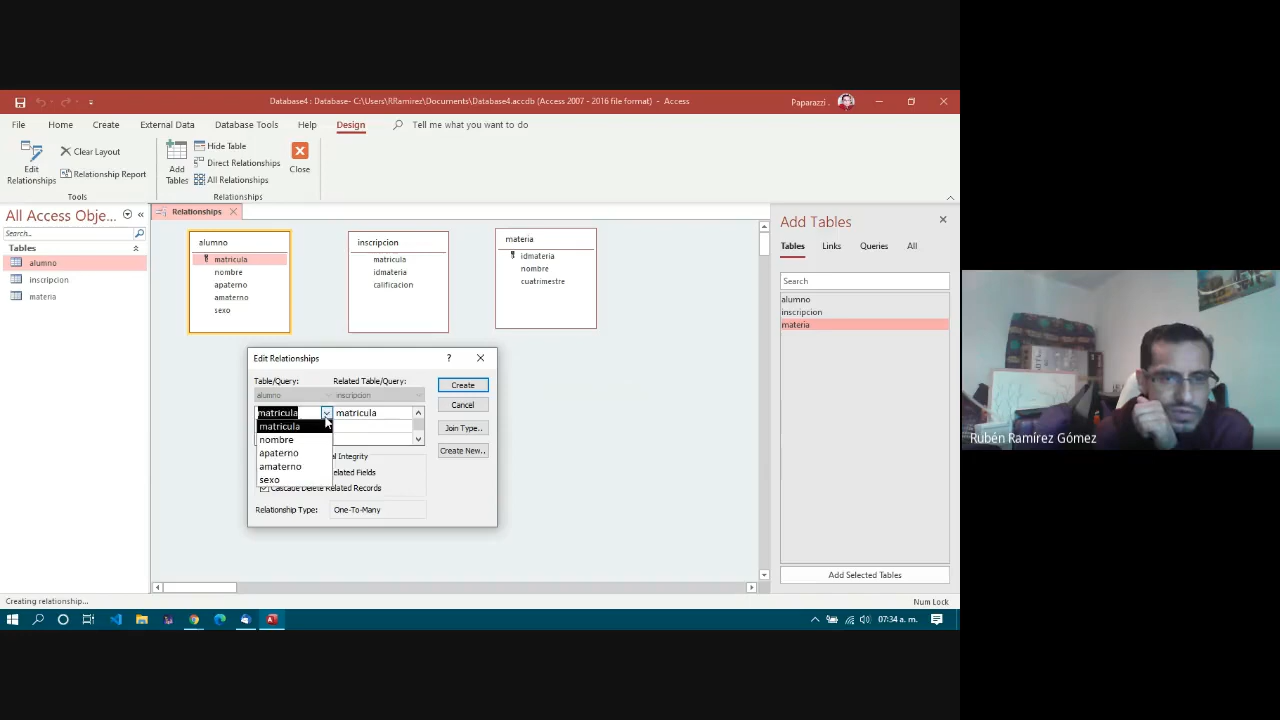 Database4 : Database- C:\Users\RRamirez\Documents\Database4.accdb (Access 2007 - 2016 file format) - Access
Paparazzi .
File Home Create External Data Database Tools Help Design Tell me what you want to do
Edit Relationships
Clear Layout
Relationship Report
Tools
Add Tables
Hide Table
Direct Relationships
All Relationships
Relationships
Close
All Access Obje...
Search...
Tables
alumno
inscripcion
materia
Relationships
alumno
matricula
nombre
apaterno
amaterno
sexo
inscripcion
matricula
idmateria
calificacion
materia
idmateria
nombre
cuatrimestre
Edit Relationships
?
Table/Query:
Related Table/Query:
alumno
inscripcion
matricula
matricula
matricula
nombre
apaterno
amaterno
sexo
l Integrity
elated Fields
Cascade Delete Related Records
Relationship Type:
One-To-Many
Create
Cancel
Join Type..
Create New..
Add Tables
Tables Links Queries All
Search
alumno
inscripcion
materia
Add Selected Tables
Creating relationship...
Num Lock
07:34 a. m.
Rubén Ramírez Gómez